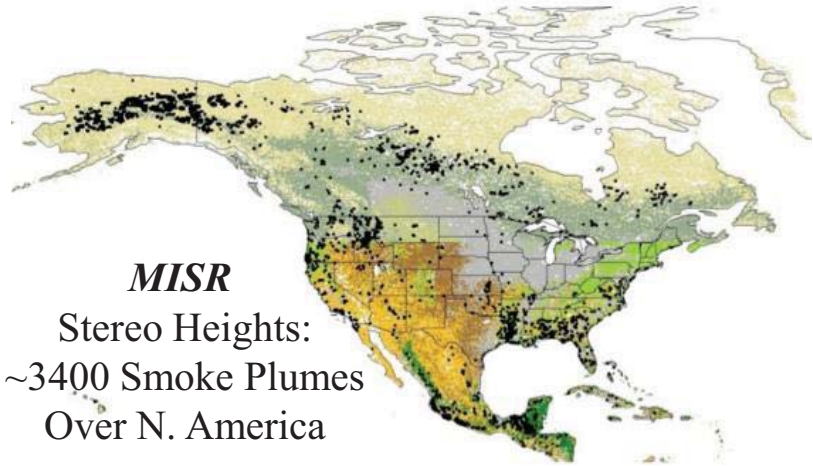 MISR
Stereo Heights:
~3400 Smoke Plumes
Over N. America